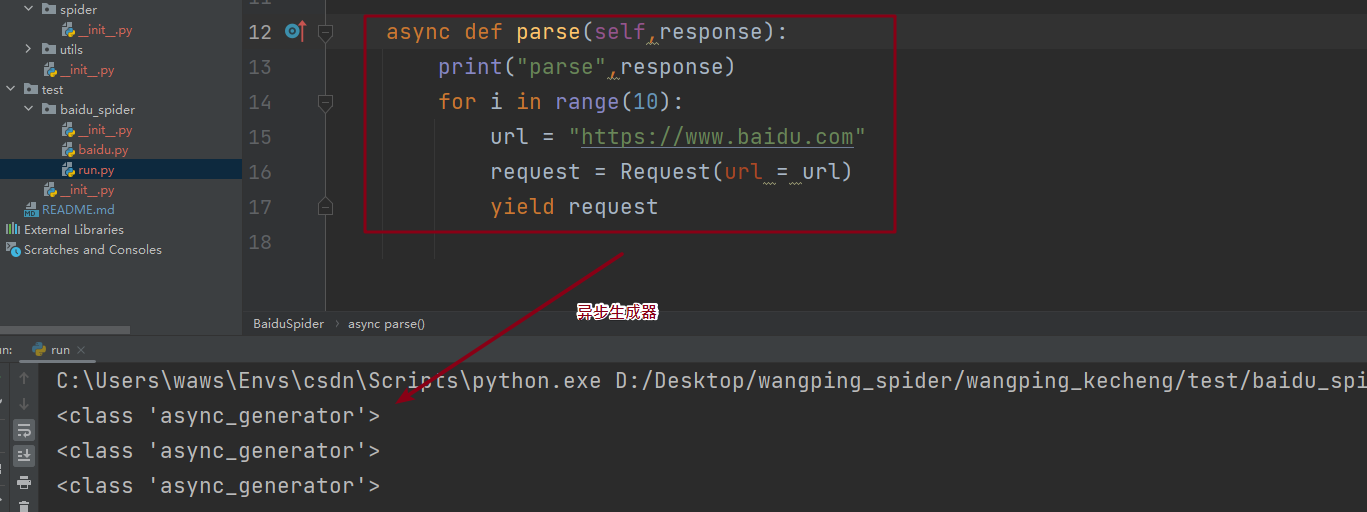 spider
__init__.py
utils
__init__.py
test
baidu_spider
__init__.py
baidu.py
run.py
__init__.py
README.md
External Libraries
Scratches and Consoles
12 async def parse(self,response):
13 print("parse",response)
14 for i in range(10):
15 url = "https://www.baidu.com"
16 request = Request(url = url)
17 yield request
18
异步生成器
BaiduSpider › async parse()
run
C:\Users\waws\Envs\csdn\Scripts\python.exe D:/Desktop/wangping_spider/wangping_kecheng/test/baidu_spi
<class 'async_generator'>
<class 'async_generator'>
<class 'async_generator'>